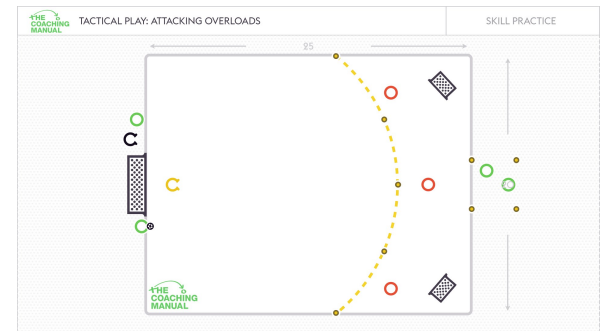 THE
COACHING
MANUAL
TACTICAL PLAY: ATTACKING OVERLOADS
SKILL PRACTICE
25
THE
COACHING
MANUAL